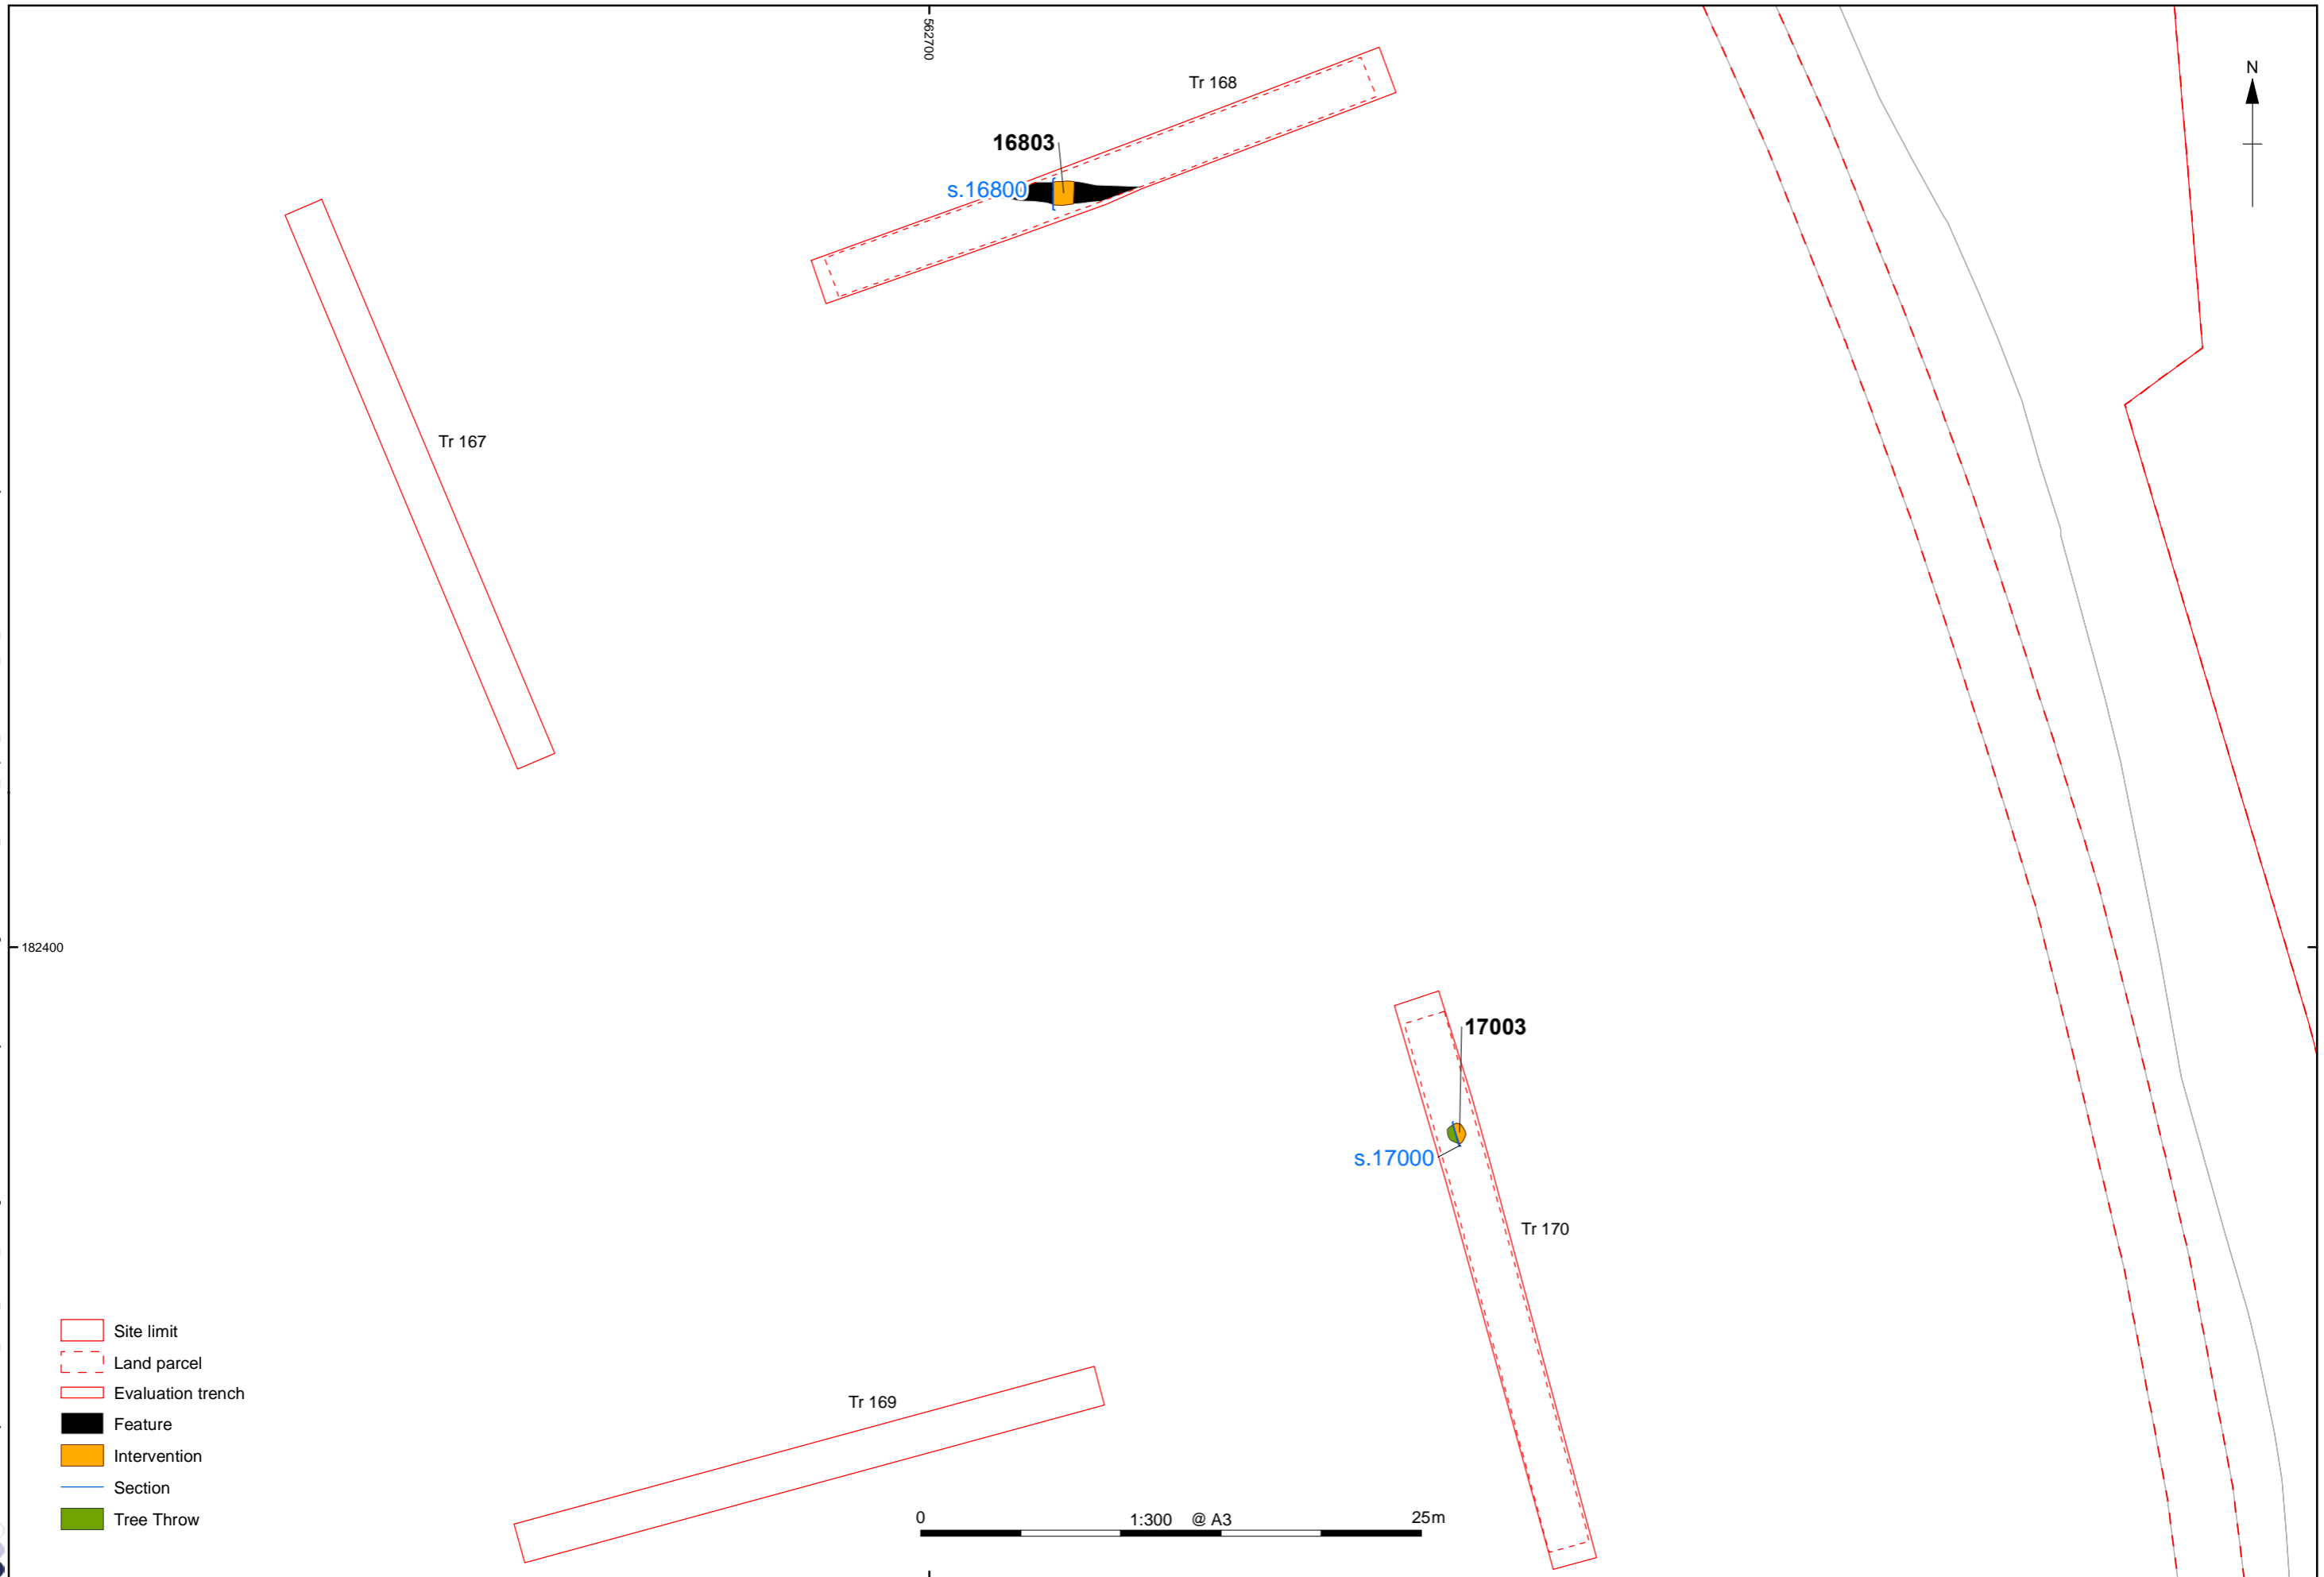 562700
N
Tr 168
16803
s.16800
Tr 167
182400
17003
s.17000
Tr 170
Tr 169
Site limit
Land parcel
Evaluation trench
Feature
Intervention
Section
Tree Throw
0 1:300 @ A3 25m